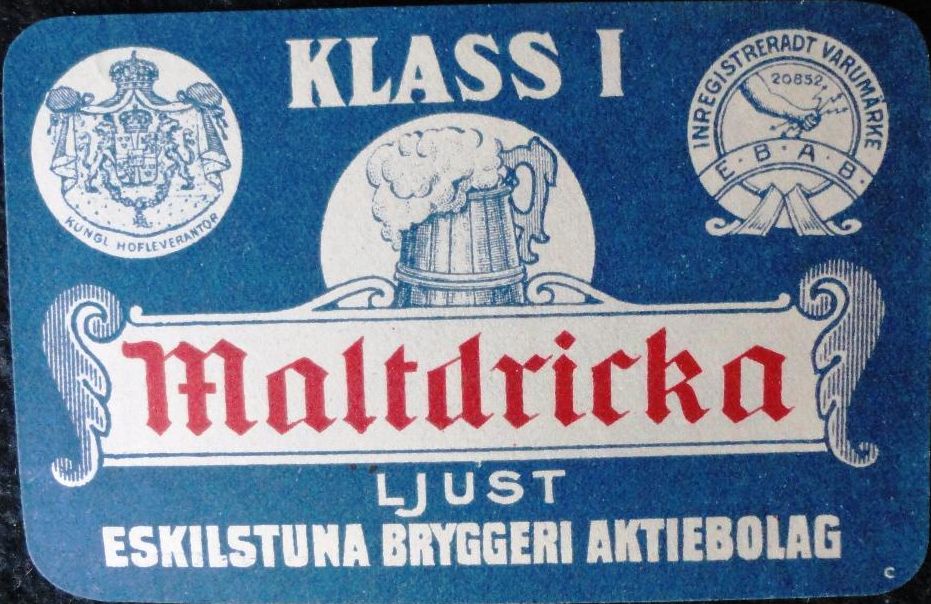 KLASS I
KUNGL HOFLEVERANTÖR
INREGISTRERADT VARUMÄRKE
20852
E·B·A·B·
Maltdricka
LJUST
ESKILSTUNA BRYGGERI AKTIEBOLAG
C